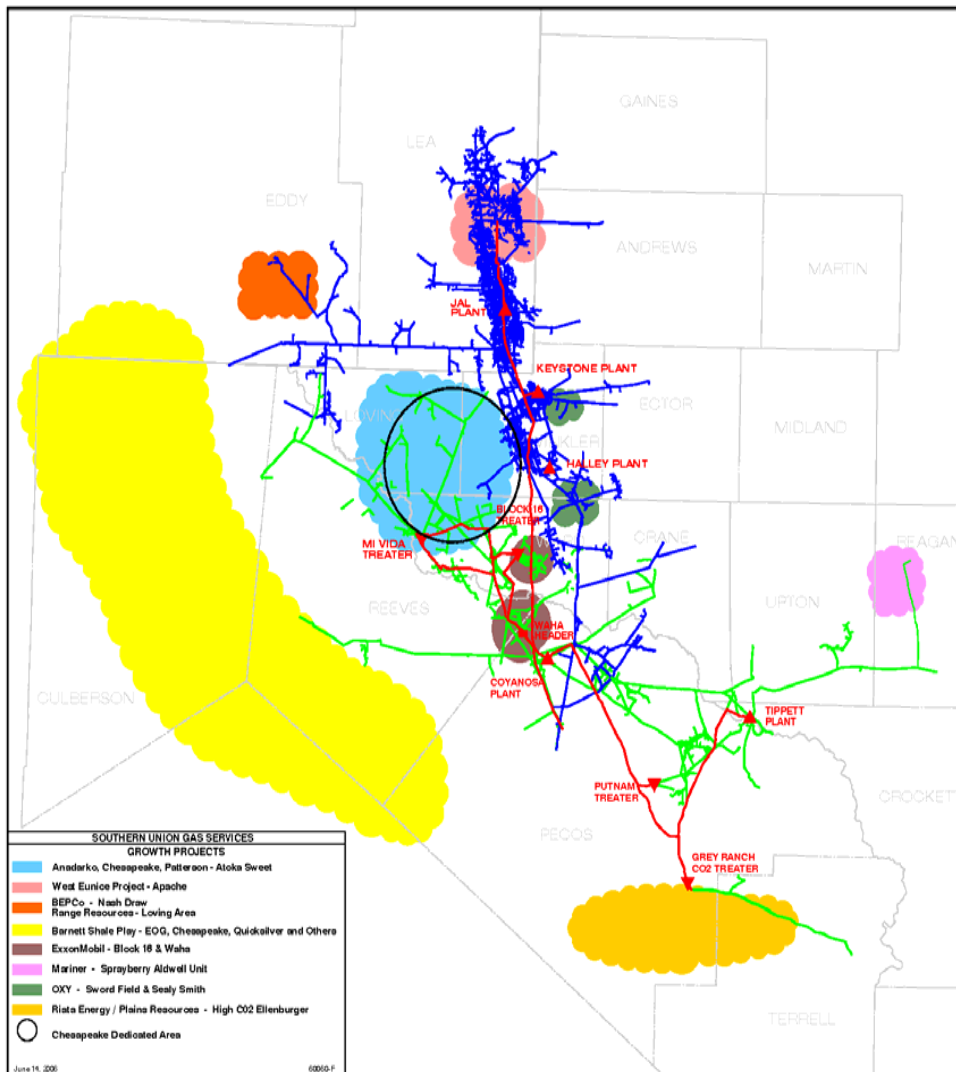 GAINES
LEA
EDDY
ANDREWS
MARTIN
JAL
PLANT
KEYSTONE PLANT
ECTOR
MIDLAND
HALLEY PLANT
BLOCK 16
TREATER
MI VIDA
TREATER
CRANE
REAGAN
REEVES
UPTON
WAHA
HEADER
COYANOSA
PLANT
CULBERSON
TIPPETT
PLANT
PUTNAM
TREATER
CROCKETT
PECOS
GREY RANCH
CO2 TREATER
TERRELL
SOUTHERN UNION GAS SERVICES
GROWTH PROJECTS
Anadarko, Chesapeake, Patterson - Atoka Sweet
West Eunice Project - Apache
BEPCo - Nash Draw
Range Resources - Loving Area
Barnett Shale Play - EOG, Chesapeake, Quicksilver and Others
ExxonMobil - Block 16 & Waha
Mariner - Sprayberry Aldwell Unit
OXY - Sword Field & Sealy Smith
Riata Energy / Plains Resources - High CO2 Ellenburger
Chesapeake Dedicated Area
June 14, 2006